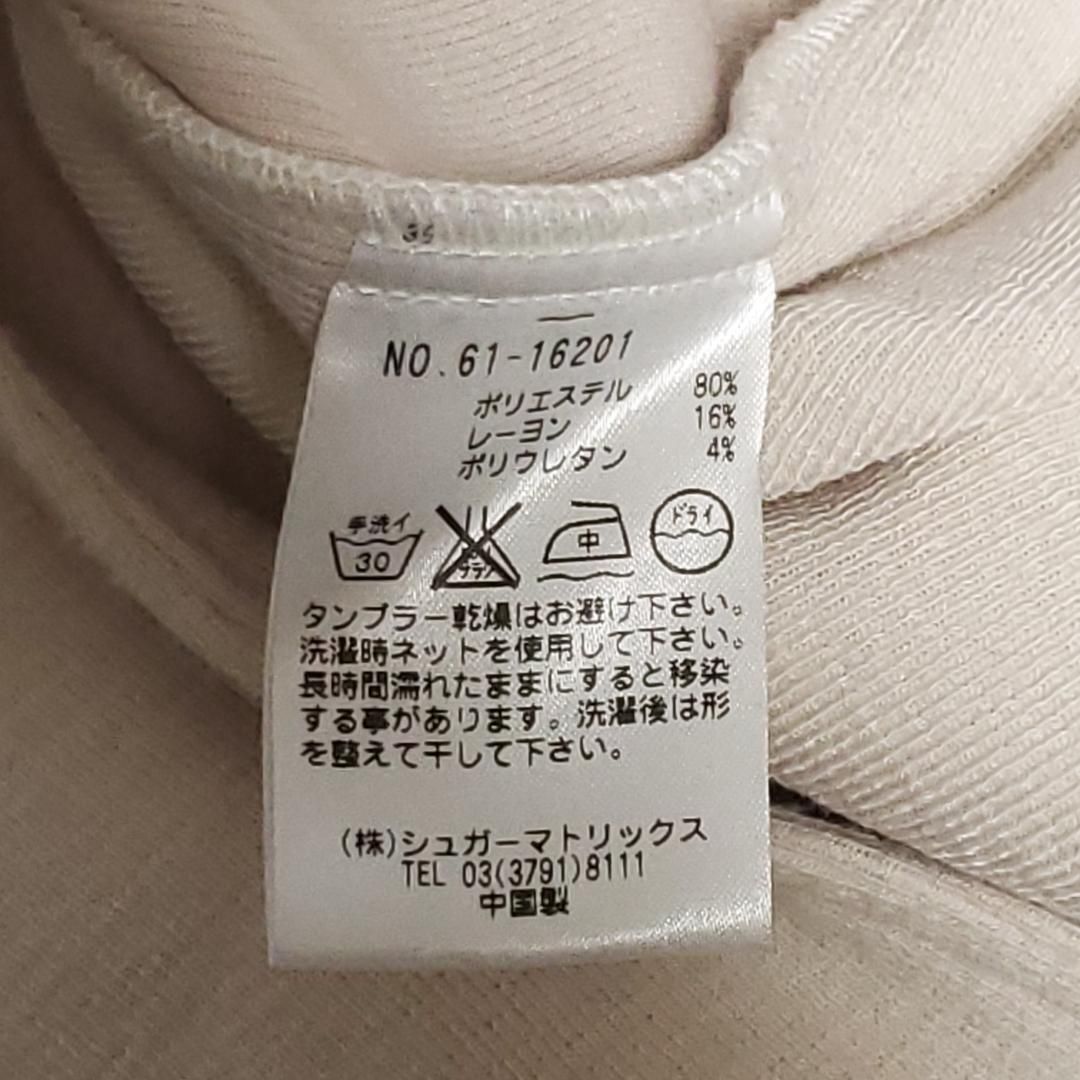 NO.61-16201
ポリエステル 80%
レーヨン 16%
ポリウレタン 4%
手洗イ
30
中
ドライ
タンブラー乾燥はお避け下さい。
洗濯時ネットを使用して下さい。
長時間濡れたままにすると移染
する事があります。洗濯後は形
を整えて干して下さい。
(株)シュガーマトリックス
TEL 03(3791)8111
中国製